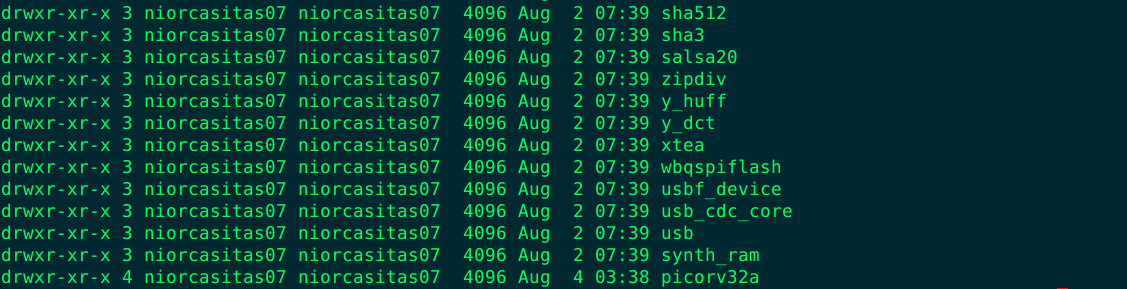 drwxr-xr-x 3 niorcasitas07 niorcasitas07  4096 Aug  2 07:39 sha512
drwxr-xr-x 3 niorcasitas07 niorcasitas07  4096 Aug  2 07:39 sha3
drwxr-xr-x 3 niorcasitas07 niorcasitas07  4096 Aug  2 07:39 salsa20
drwxr-xr-x 3 niorcasitas07 niorcasitas07  4096 Aug  2 07:39 zipdiv
drwxr-xr-x 3 niorcasitas07 niorcasitas07  4096 Aug  2 07:39 y_huff
drwxr-xr-x 3 niorcasitas07 niorcasitas07  4096 Aug  2 07:39 y_dct
drwxr-xr-x 3 niorcasitas07 niorcasitas07  4096 Aug  2 07:39 xtea
drwxr-xr-x 3 niorcasitas07 niorcasitas07  4096 Aug  2 07:39 wbqspiflash
drwxr-xr-x 3 niorcasitas07 niorcasitas07  4096 Aug  2 07:39 usbf_device
drwxr-xr-x 3 niorcasitas07 niorcasitas07  4096 Aug  2 07:39 usb_cdc_core
drwxr-xr-x 3 niorcasitas07 niorcasitas07  4096 Aug  2 07:39 usb
drwxr-xr-x 3 niorcasitas07 niorcasitas07  4096 Aug  2 07:39 synth_ram
drwxr-xr-x 4 niorcasitas07 niorcasitas07  4096 Aug  4 03:38 picorv32a